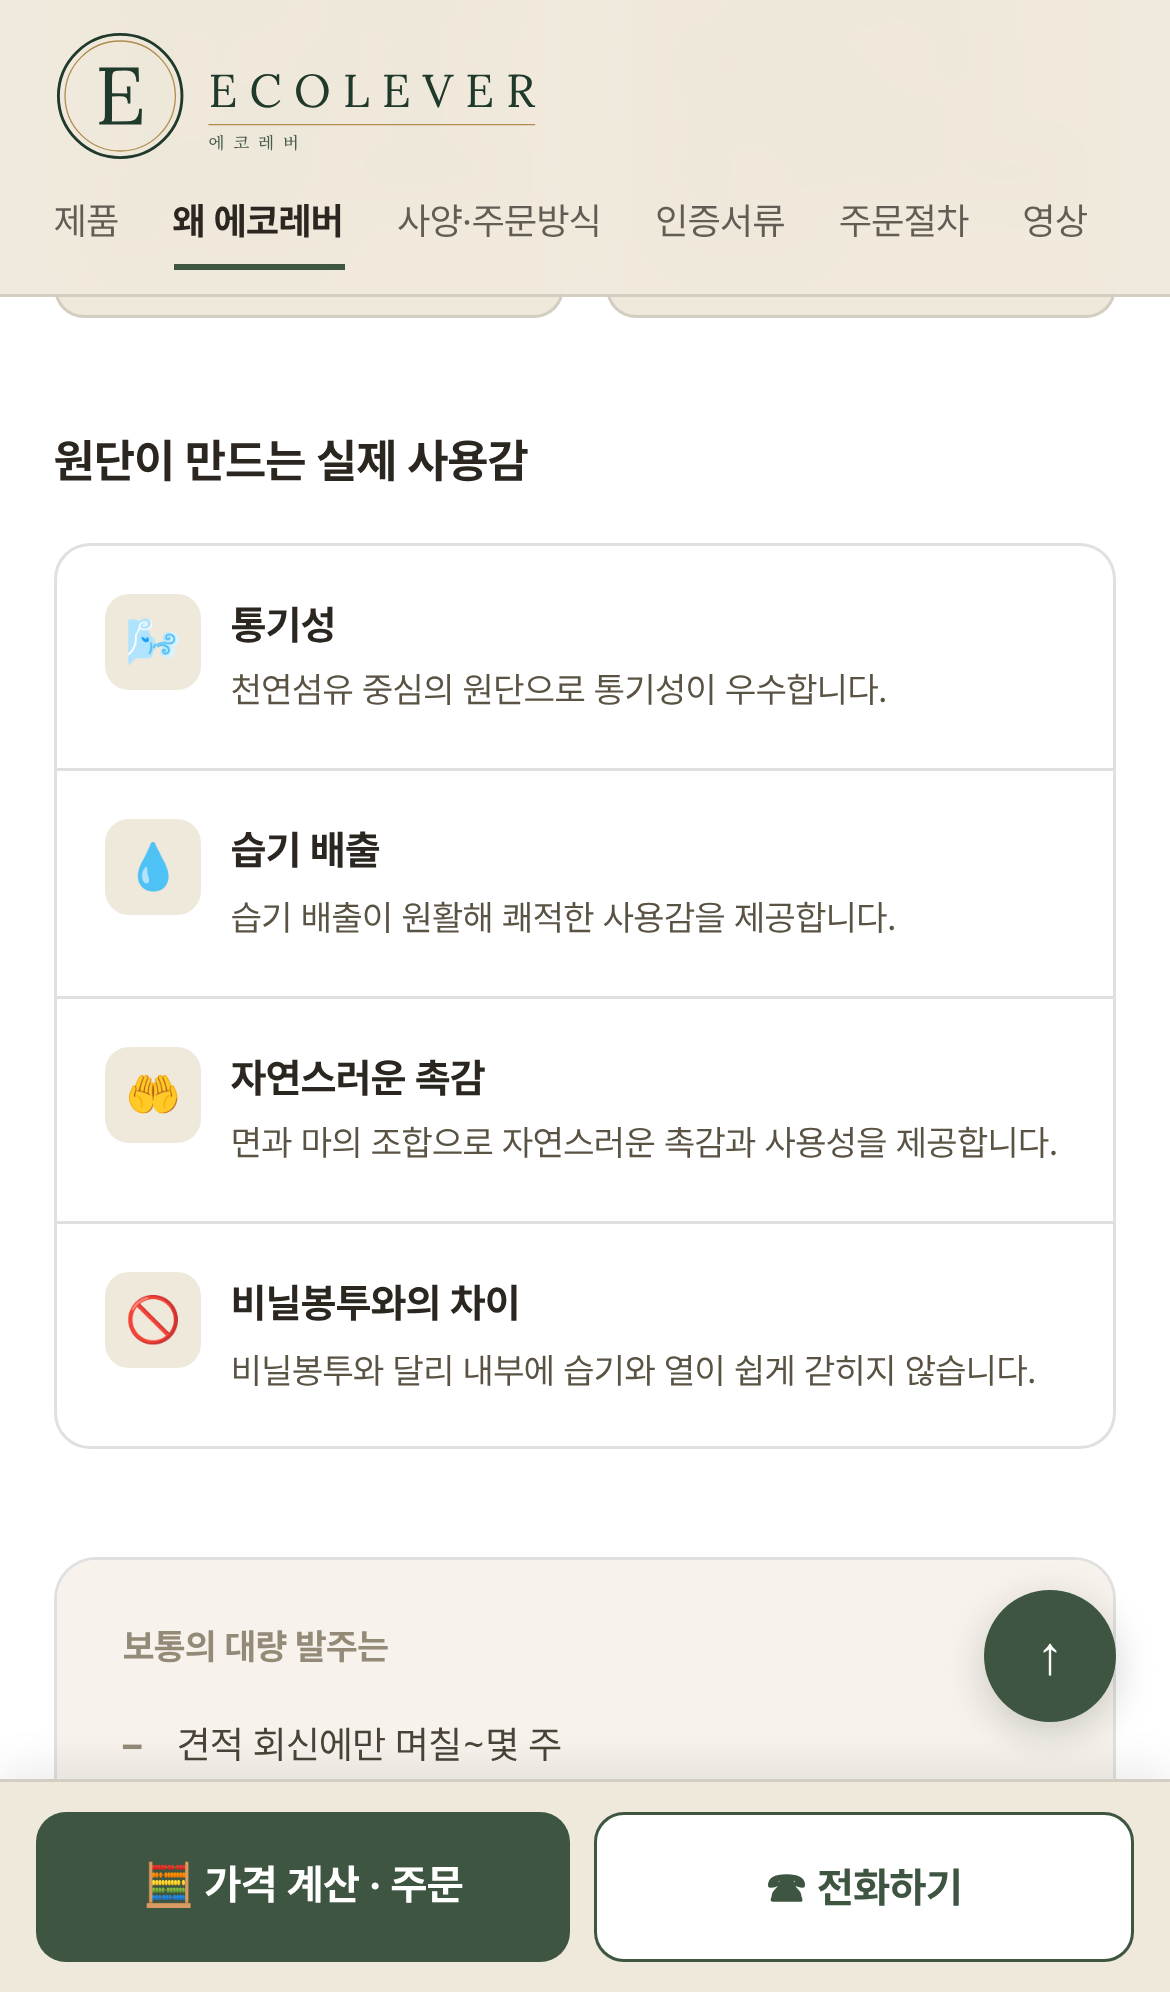 E
ECOLEVER
에코레버
제품 왜 에코레버 사양·주문방식 인증서류 주문절차 영상
원단이 만드는 실제 사용감
통기성
천연섬유 중심의 원단으로 통기성이 우수합니다.
습기 배출
습기 배출이 원활해 쾌적한 사용감을 제공합니다.
자연스러운 촉감
면과 마의 조합으로 자연스러운 촉감과 사용성을 제공합니다.
비닐봉투와의 차이
비닐봉투와 달리 내부에 습기와 열이 쉽게 갇히지 않습니다.
보통의 대량 발주는
– 견적 회신에만 며칠~몇 주
↑
🧮 가격 계산 · 주문
☎ 전화하기